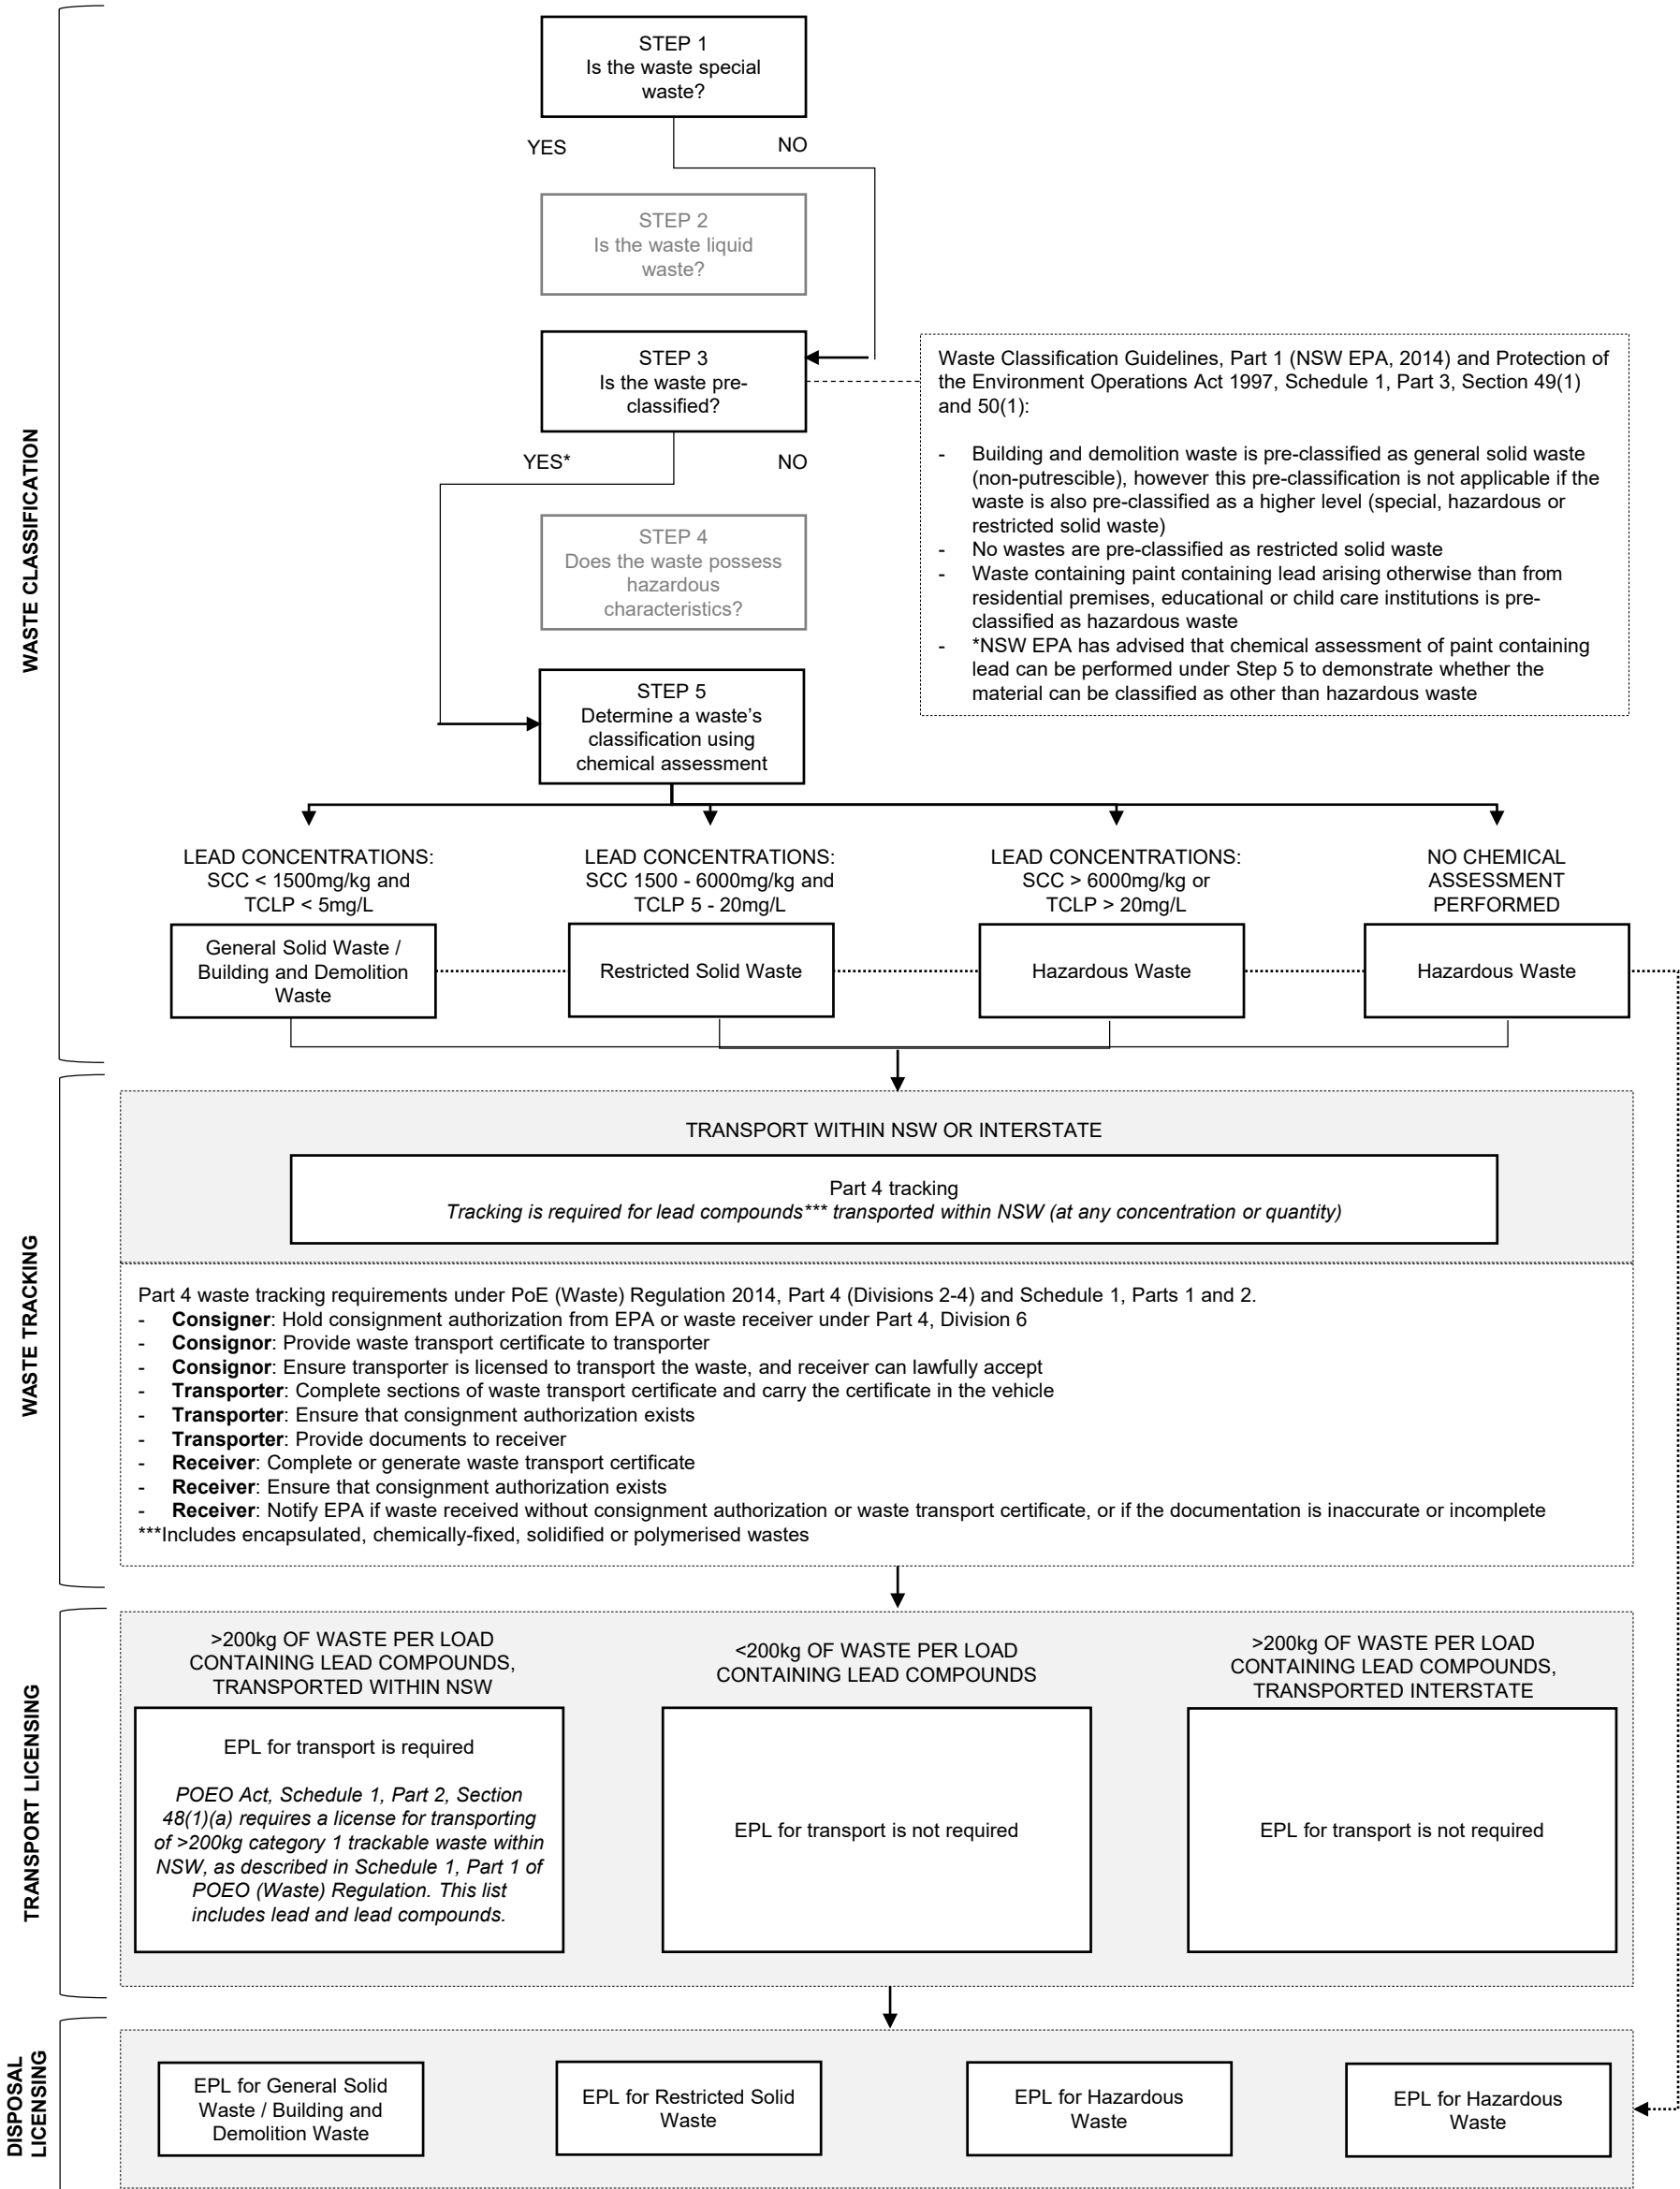 WASTE CLASSIFICATION
STEP 1
Is the waste special
waste?
YES
NO
STEP 2
Is the waste liquid
waste?
STEP 3
Is the waste pre-
classified?
Waste Classification Guidelines, Part 1 (NSW EPA, 2014) and Protection of
the Environment Operations Act 1997, Schedule 1, Part 3, Section 49(1)
and 50(1):
- Building and demolition waste is pre-classified as general solid waste
(non-putrescible), however this pre-classification is not applicable if the
waste is also pre-classified as a higher level (special, hazardous or
restricted solid waste)
- No wastes are pre-classified as restricted solid waste
- Waste containing paint containing lead arising otherwise than from
residential premises, educational or child care institutions is pre-
classified as hazardous waste
- *NSW EPA has advised that chemical assessment of paint containing
lead can be performed under Step 5 to demonstrate whether the
material can be classified as other than hazardous waste
YES*
NO
STEP 4
Does the waste possess
hazardous
characteristics?
STEP 5
Determine a waste's
classification using
chemical assessment
LEAD CONCENTRATIONS:
SCC < 1500mg/kg and
TCLP < 5mg/L
General Solid Waste /
Building and Demolition
Waste
LEAD CONCENTRATIONS:
SCC 1500 - 6000mg/kg and
TCLP 5 - 20mg/L
Restricted Solid Waste
LEAD CONCENTRATIONS:
SCC > 6000mg/kg or
TCLP > 20mg/L
Hazardous Waste
NO CHEMICAL
ASSESSMENT
PERFORMED
Hazardous Waste
WASTE TRACKING
TRANSPORT WITHIN NSW OR INTERSTATE
Part 4 tracking
Tracking is required for lead compounds*** transported within NSW (at any concentration or quantity)
Part 4 waste tracking requirements under PoE (Waste) Regulation 2014, Part 4 (Divisions 2-4) and Schedule 1, Parts 1 and 2.
- Consigner: Hold consignment authorization from EPA or waste receiver under Part 4, Division 6
- Consignor: Provide waste transport certificate to transporter
- Consignor: Ensure transporter is licensed to transport the waste, and receiver can lawfully accept
- Transporter: Complete sections of waste transport certificate and carry the certificate in the vehicle
- Transporter: Ensure that consignment authorization exists
- Transporter: Provide documents to receiver
- Receiver: Complete or generate waste transport certificate
- Receiver: Ensure that consignment authorization exists
- Receiver: Notify EPA if waste received without consignment authorization or waste transport certificate, or if the documentation is inaccurate or incomplete
***Includes encapsulated, chemically-fixed, solidified or polymerised wastes
TRANSPORT LICENSING
>200kg OF WASTE PER LOAD
CONTAINING LEAD COMPOUNDS,
TRANSPORTED WITHIN NSW
EPL for transport is required
POEO Act, Schedule 1, Part 2, Section
48(1)(a) requires a license for transporting
of >200kg category 1 trackable waste within
NSW, as described in Schedule 1, Part 1 of
POEO (Waste) Regulation. This list
includes lead and lead compounds.
<200kg OF WASTE PER LOAD
CONTAINING LEAD COMPOUNDS
EPL for transport is not required
>200kg OF WASTE PER LOAD
CONTAINING LEAD COMPOUNDS,
TRANSPORTED INTERSTATE
EPL for transport is not required
DISPOSAL
LICENSING
EPL for General Solid
Waste / Building and
Demolition Waste
EPL for Restricted Solid
Waste
EPL for Hazardous
Waste
EPL for Hazardous
Waste